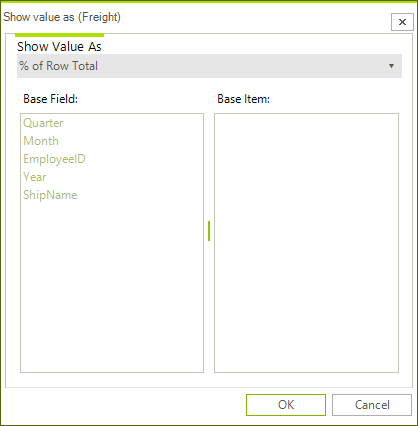 Show value as (Freight)
Show Value As
% of Row Total
Base Field:
Base Item:
Quarter
Month
EmployeeID
Year
ShipName
OK
Cancel